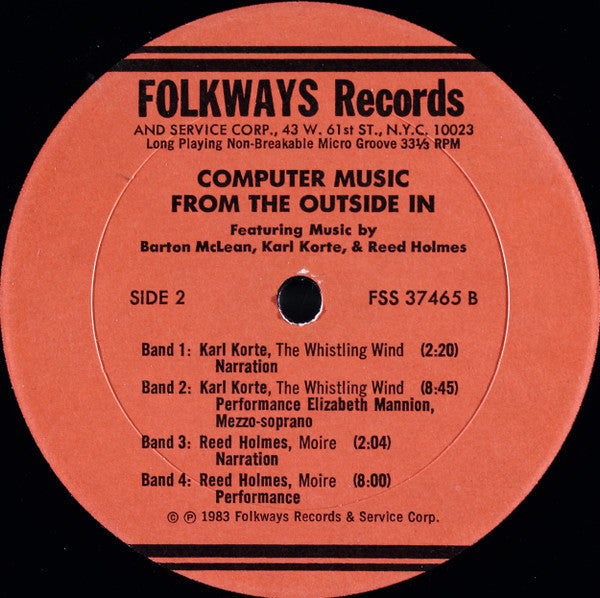 FOLKWAYS Records
AND SERVICE CORP., 43 W. 61st ST., N.Y.C. 10023
Long Playing Non-Breakable Micro Groove 33⅓ RPM
COMPUTER MUSIC
FROM THE OUTSIDE IN
Featuring Music by
Barton McLean, Karl Korte, & Reed Holmes
SIDE 2 FSS 37465 B
Band 1: Karl Korte, The Whistling Wind (2:20)
Narration
Band 2: Karl Korte, The Whistling Wind (8:45)
Performance Elizabeth Mannion,
Mezzo-soprano
Band 3: Reed Holmes, Moire (2:04)
Narration
Band 4: Reed Holmes, Moire (8:00)
Performance
© ℗ 1983 Folkways Records & Service Corp.